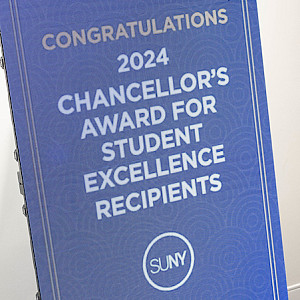 CONGRATULATIONS
2024
CHANCELLOR'S
AWARD FOR
STUDENT
EXCELLENCE
RECIPIENTS
SUNY